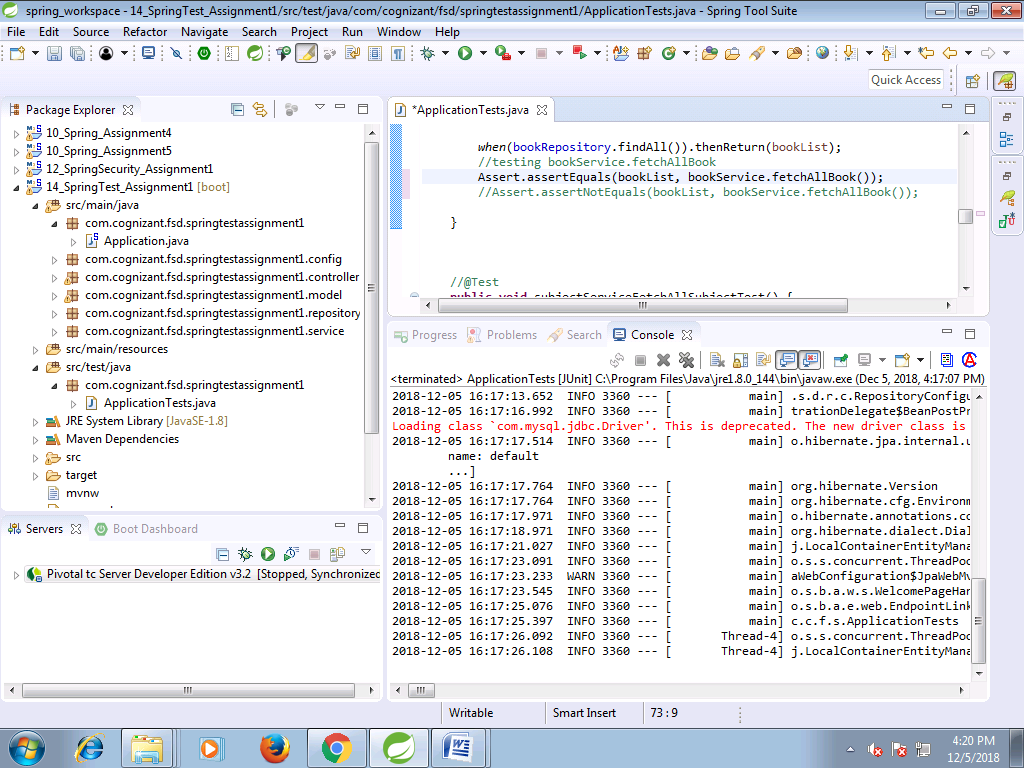 spring_workspace - 14_SpringTest_Assignment1/src/test/java/com/cognizant/fsd/springtestassignment1/ApplicationTests.java - Spring Tool Suite
File Edit Source Refactor Navigate Search Project Run Window Help
Quick Access
Package Explorer
10_Spring_Assignment4
10_Spring_Assignment5
12_SpringSecurity_Assignment1
14_SpringTest_Assignment1 [boot]
src/main/java
com.cognizant.fsd.springtestassignment1
Application.java
com.cognizant.fsd.springtestassignment1.config
com.cognizant.fsd.springtestassignment1.controller
com.cognizant.fsd.springtestassignment1.model
com.cognizant.fsd.springtestassignment1.repository
com.cognizant.fsd.springtestassignment1.service
src/main/resources
src/test/java
com.cognizant.fsd.springtestassignment1
ApplicationTests.java
JRE System Library [JavaSE-1.8]
Maven Dependencies
src
target
mvnw
Servers Boot Dashboard
Pivotal tc Server Developer Edition v3.2 [Stopped, Synchronized
*ApplicationTests.java
when(bookRepository.findAll()).thenReturn(bookList);
//testing bookService.fetchAllBook
Assert.assertEquals(bookList, bookService.fetchAllBook());
//Assert.assertNotEquals(bookList, bookService.fetchAllBook());
}
//@Test
public void subjectServiceFetchAllSubjectTest() {
Progress Problems Search Console
<terminated> ApplicationTests [JUnit] C:\Program Files\Java\jre1.8.0_144\bin\javaw.exe (Dec 5, 2018, 4:17:07 PM)
2018-12-05 16:17:13.652 INFO 3360 --- [ main] .s.d.r.c.RepositoryConfigu
2018-12-05 16:17:16.992 INFO 3360 --- [ main] trationDelegate$BeanPostPr
Loading class `com.mysql.jdbc.Driver'. This is deprecated. The new driver class is
2018-12-05 16:17:17.514 INFO 3360 --- [ main] o.hibernate.jpa.internal.u
name: default
...]
2018-12-05 16:17:17.764 INFO 3360 --- [ main] org.hibernate.Version
2018-12-05 16:17:17.764 INFO 3360 --- [ main] org.hibernate.cfg.Environm
2018-12-05 16:17:17.971 INFO 3360 --- [ main] o.hibernate.annotations.co
2018-12-05 16:17:18.971 INFO 3360 --- [ main] org.hibernate.dialect.Dial
2018-12-05 16:17:21.027 INFO 3360 --- [ main] j.LocalContainerEntityMana
2018-12-05 16:17:23.091 INFO 3360 --- [ main] o.s.s.concurrent.ThreadPoo
2018-12-05 16:17:23.233 WARN 3360 --- [ main] aWebConfiguration$JpaWebMv
2018-12-05 16:17:23.545 INFO 3360 --- [ main] o.s.b.a.w.s.WelcomePageHan
2018-12-05 16:17:25.076 INFO 3360 --- [ main] o.s.b.a.e.web.EndpointLink
2018-12-05 16:17:25.397 INFO 3360 --- [ main] c.c.f.s.ApplicationTests
2018-12-05 16:17:26.092 INFO 3360 --- [ Thread-4] o.s.s.concurrent.ThreadPoo
2018-12-05 16:17:26.108 INFO 3360 --- [ Thread-4] j.LocalContainerEntityMana
Writable Smart Insert 73 : 9
4:20 PM
12/5/2018